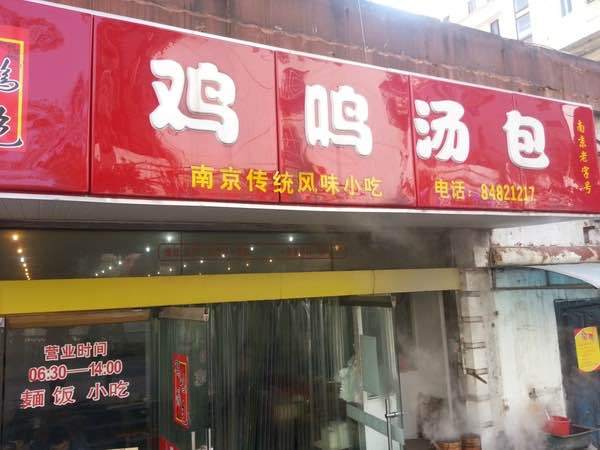 鸡鸣汤包
南京传统风味小吃
电话：84821217
南京老字号
营业时间
06:30—14:00
麵饭小吃